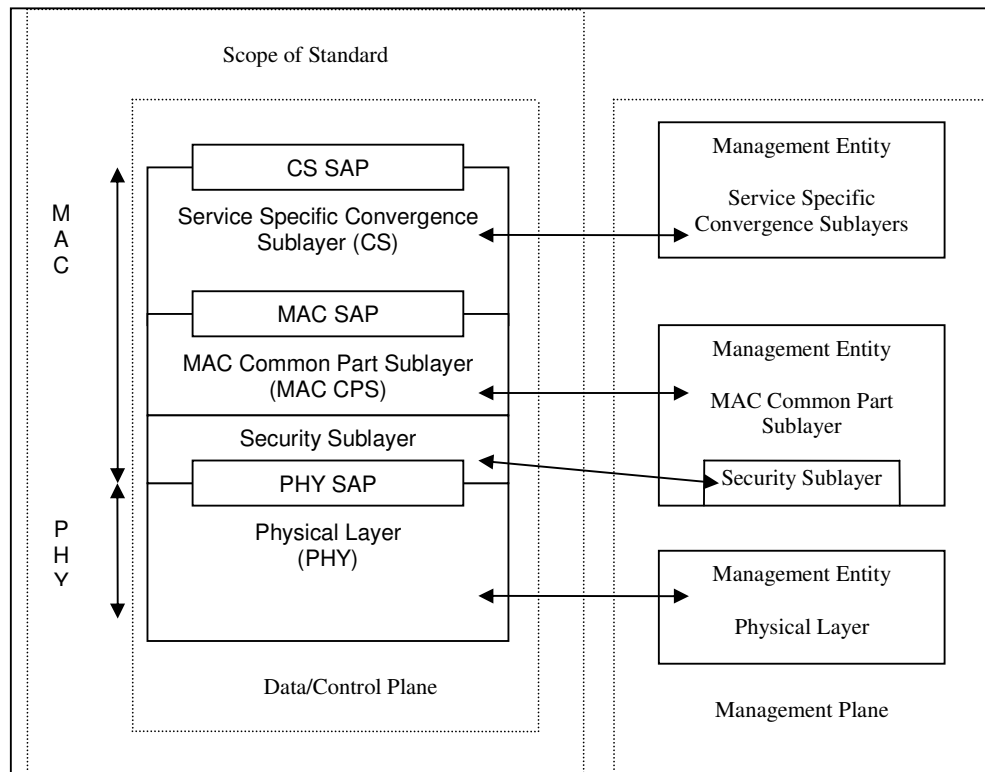 Scope of Standard
M
A
C
P
H
Y
CS SAP
Service Specific Convergence
Sublayer (CS)
MAC SAP
MAC Common Part Sublayer
(MAC CPS)
Security Sublayer
PHY SAP
Physical Layer
(PHY)
Data/Control Plane
Management Entity
Service Specific
Convergence Sublayers
Management Entity
MAC Common Part
Sublayer
Security Sublayer
Management Entity
Physical Layer
Management Plane